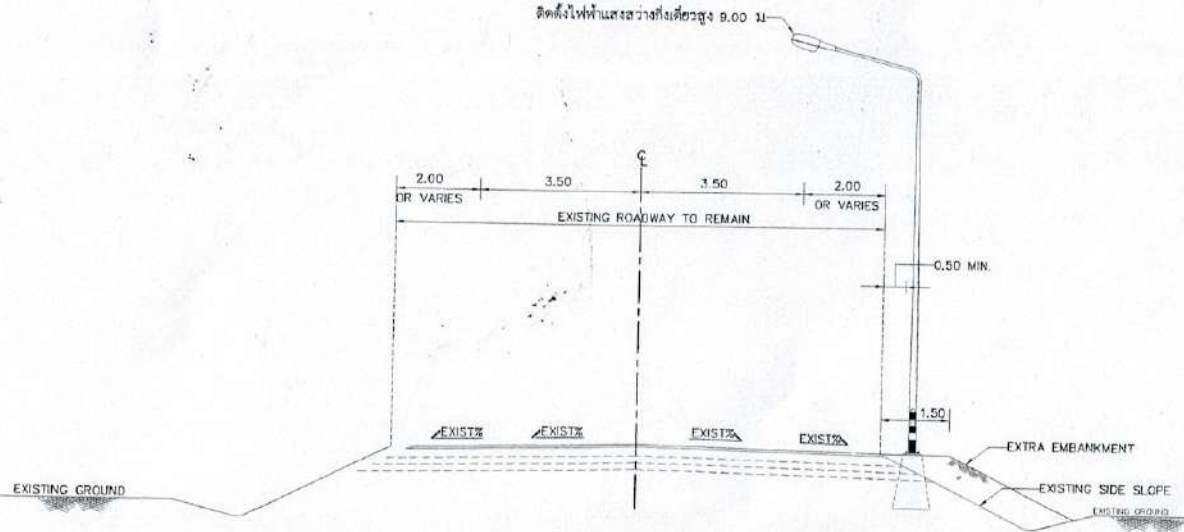 ติดตั้งไฟฟ้าแสงสว่างกิ่งเดี่ยวสูง 9.00 ม
CL
2.00 3.50 3.50 2.00
OR VARIES OR VARIES
EXISTING ROADWAY TO REMAIN
0.50 MIN.
1.50
EXIST% EXIST% EXIST% EXIST%
EXTRA EMBANKMENT
EXISTING GROUND
EXISTING SIDE SLOPE
EXISTING GROUND